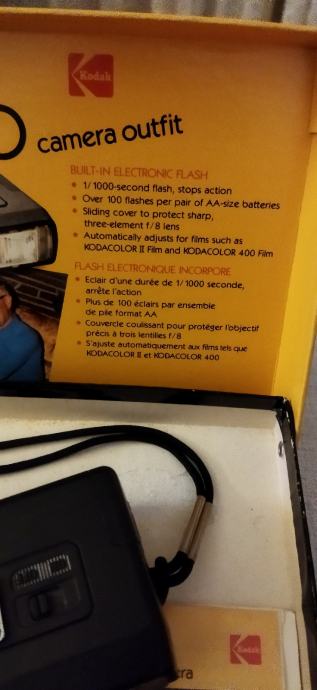 Kodak
camera outfit
BUILT-IN ELECTRONIC FLASH
• 1/1000-second flash, stops action
• Over 100 flashes per pair of AA-size batteries
• Sliding cover to protect sharp,
three-element f/8 lens
• Automatically adjusts for films such as
KODACOLOR II Film and KODACOLOR 400 Film
FLASH ELECTRONIQUE INCORPORE
• Eclair d'une durée de 1/1000 seconde,
arrête l'action
• Plus de 100 éclairs par ensemble
de pile format AA
• Couvercle coulissant pour protéger l'objectif
précis à trois lentilles f/8
• S'ajuste automatiquement aux films tels que
KODACOLOR II et KODACOLOR 400
Kodak
era